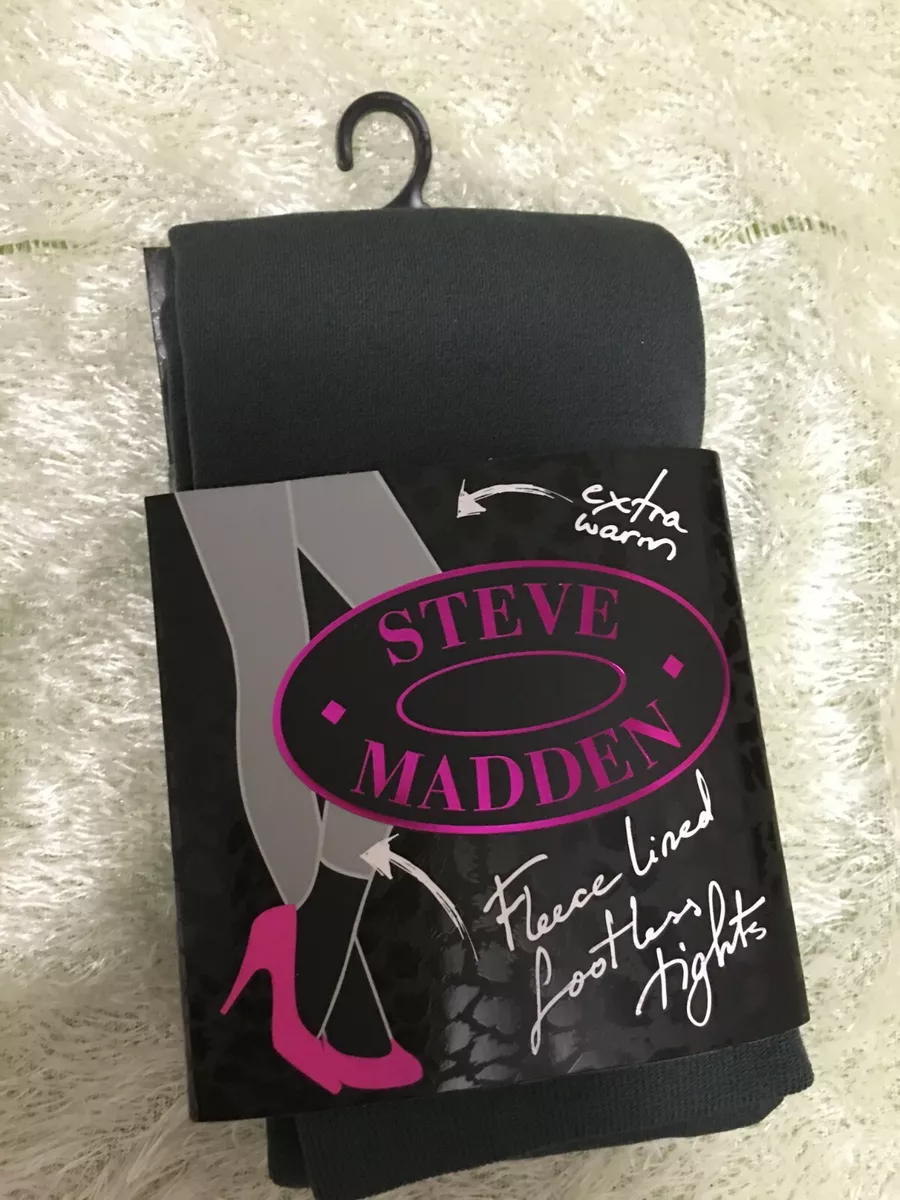 extra
warm
STEVE
MADDEN
Fleece lined
footless
tights